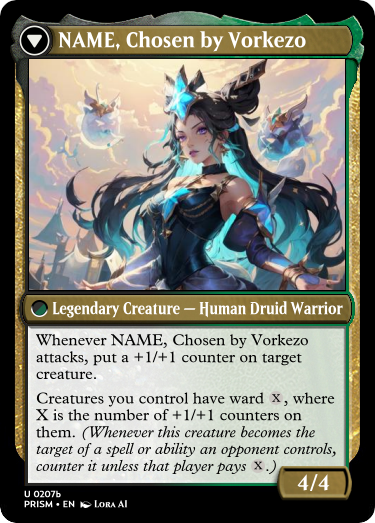 NAME, Chosen by Vorkezo
Legendary Creature — Human Druid Warrior
Whenever NAME, Chosen by Vorkezo
attacks, put a +1/+1 counter on target
creature.
Creatures you control have ward X, where
X is the number of +1/+1 counters on
them. (Whenever this creature becomes the
target of a spell or ability an opponent controls,
counter it unless that player pays X.)
4/4
U 0207b
PRISM • EN Lora AI